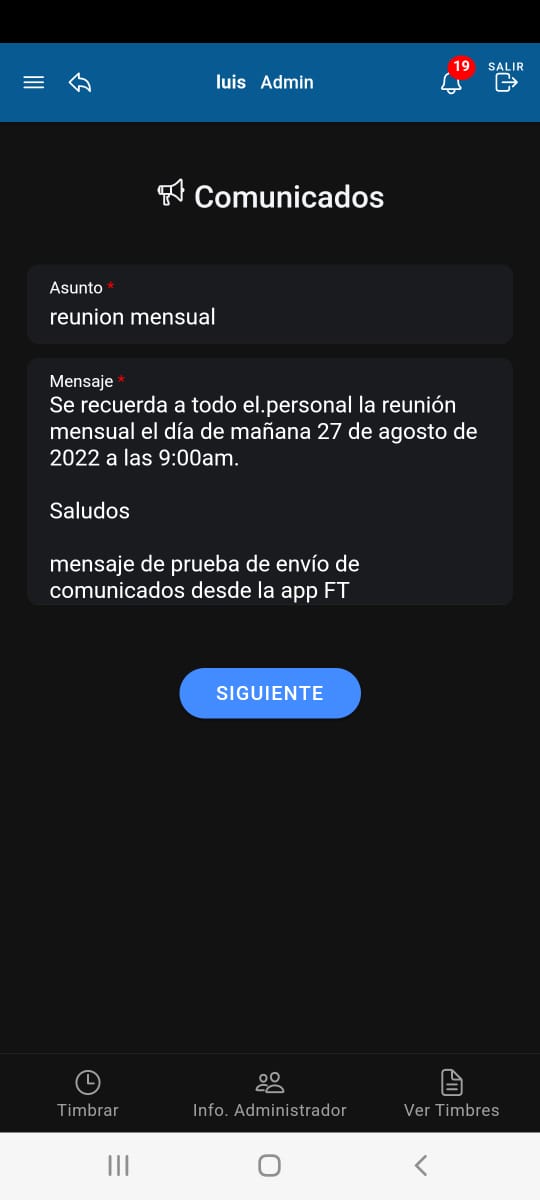 luis Admin
19
SALIR
Comunicados
Asunto *
reunion mensual
Mensaje *
Se recuerda a todo el.personal la reunión
mensual el día de mañana 27 de agosto de
2022 a las 9:00am.
Saludos
mensaje de prueba de envío de
comunicados desde la app FT
SIGUIENTE
Timbrar
Info. Administrador
Ver Timbres